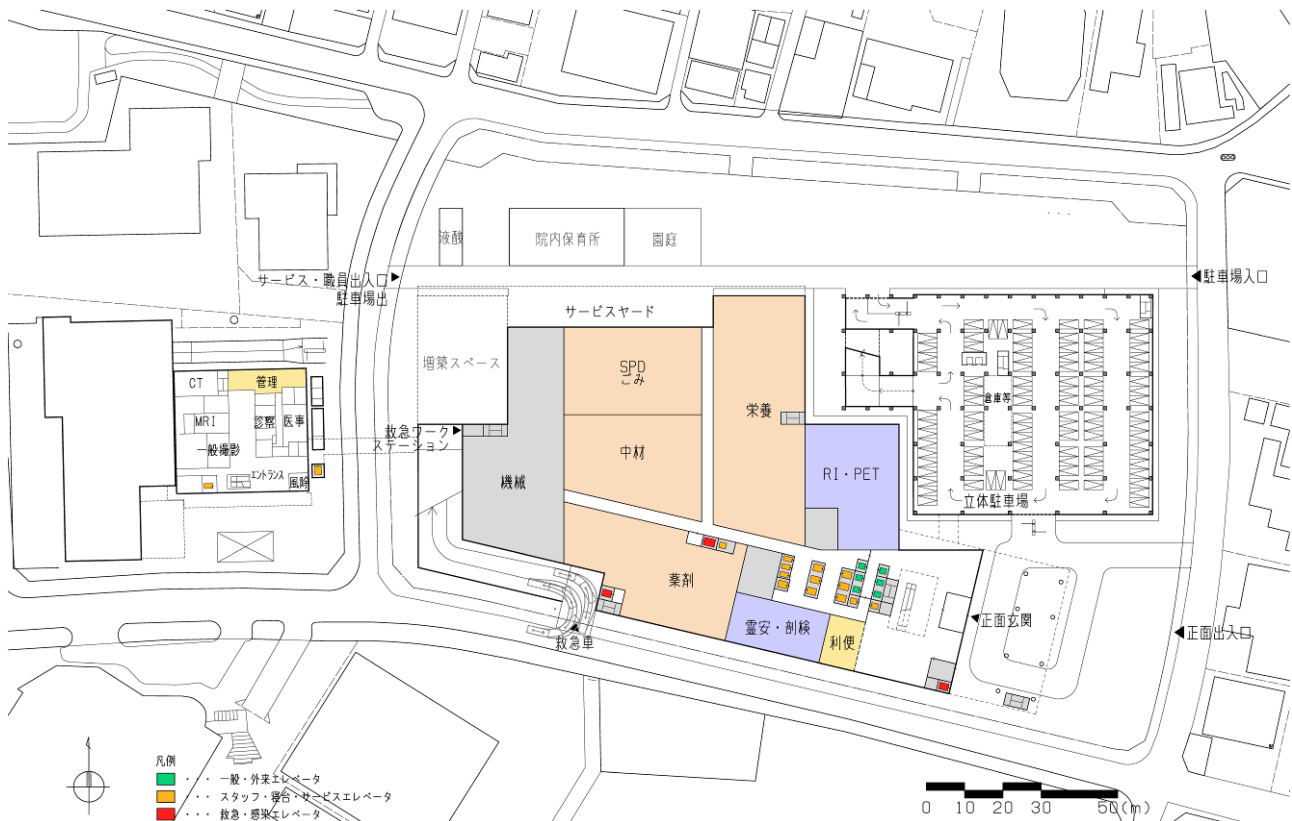 液酸
院内保育所
園庭
サービス・職員出入口
駐車場出
駐車場入口
サービスヤード
増築スペース
SPD
ごみ
栄養
倉庫等
CT
管理
MRI
診察
医事
一般撮影
エントランス
風除
救急ワーク
ステーション
中材
機械
RI・PET
立体駐車場
薬剤
霊安・剖検
利便
正面玄関
正面出入口
救急車
凡例
・・・ 一般・外来エレベータ
・・・ スタッフ・寝台・サービスエレベータ
・・・救急・感染エレベータ
0 10 20 30 50(m)